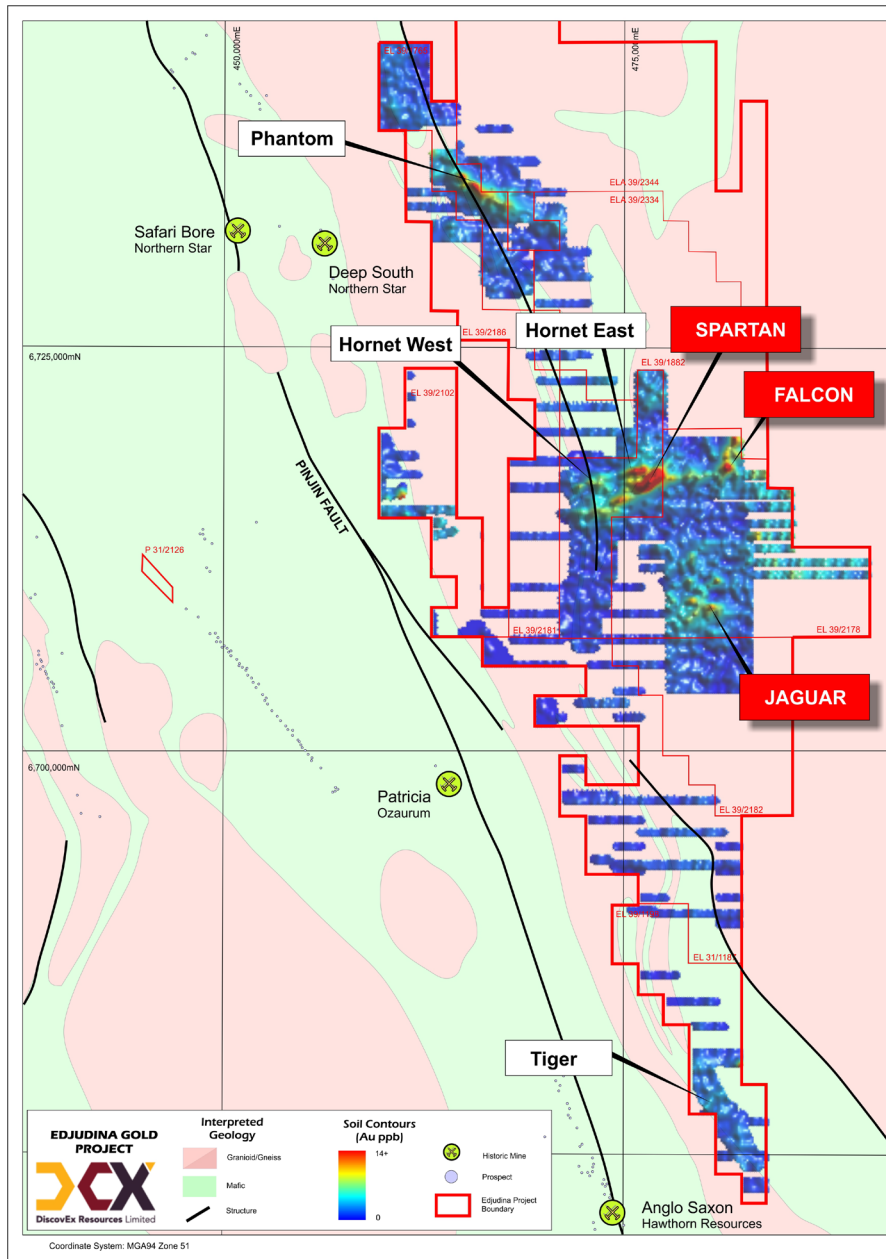 450,000mE
475,000mE
Phantom
ELA 39/2344
ELA 39/2334
Safari Bore
Northern Star
Deep South
Northern Star
EL 39/2186
Hornet West
Hornet East
SPARTAN
6,725,000mN
EL 39/1882
FALCON
EL 39/2102
PINJIN FAULT
P 31/2126
EL 39/2181
EL 39/2178
JAGUAR
6,700,000mN
Patricia
Ozaurum
EL 39/2182
EL 31/1187
Tiger
EDJUDINA GOLD
PROJECT
DCX
DiscovEx Resources Limited
Interpreted
Geology
Granioid/Gneiss
Mafic
Structure
Soil Contours
(Au ppb)
14+
0
Historic Mine
Prospect
Edjudina Project
Boundary
Anglo Saxon
Hawthorn Resources
Coordinate System: MGA94 Zone 51